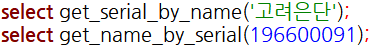 select get_serial_by_name('고려은단');
select get_name_by_serial(196600091);